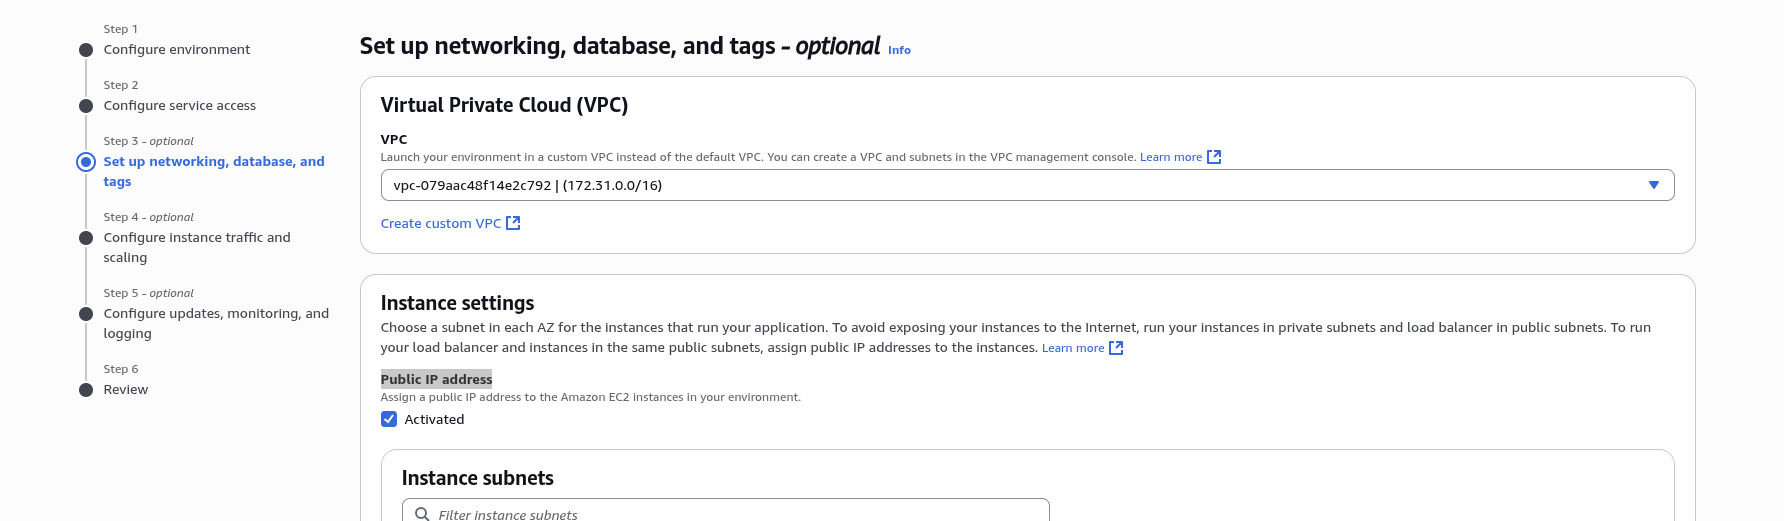 Step 1
Configure environment
Step 2
Configure service access
Step 3 - optional
Set up networking, database, and
tags
Step 4 - optional
Configure instance traffic and
scaling
Step 5 - optional
Configure updates, monitoring, and
logging
Step 6
Review
Set up networking, database, and tags - optional Info
Virtual Private Cloud (VPC)
VPC
Launch your environment in a custom VPC instead of the default VPC. You can create a VPC and subnets in the VPC management console. Learn more
vpc-079aac48f14e2c792 | (172.31.0.0/16)
Create custom VPC
Instance settings
Choose a subnet in each AZ for the instances that run your application. To avoid exposing your instances to the Internet, run your instances in private subnets and load balancer in public subnets. To run
your load balancer and instances in the same public subnets, assign public IP addresses to the instances. Learn more
Public IP address
Assign a public IP address to the Amazon EC2 instances in your environment.
Activated
Instance subnets
Filter instance subnets